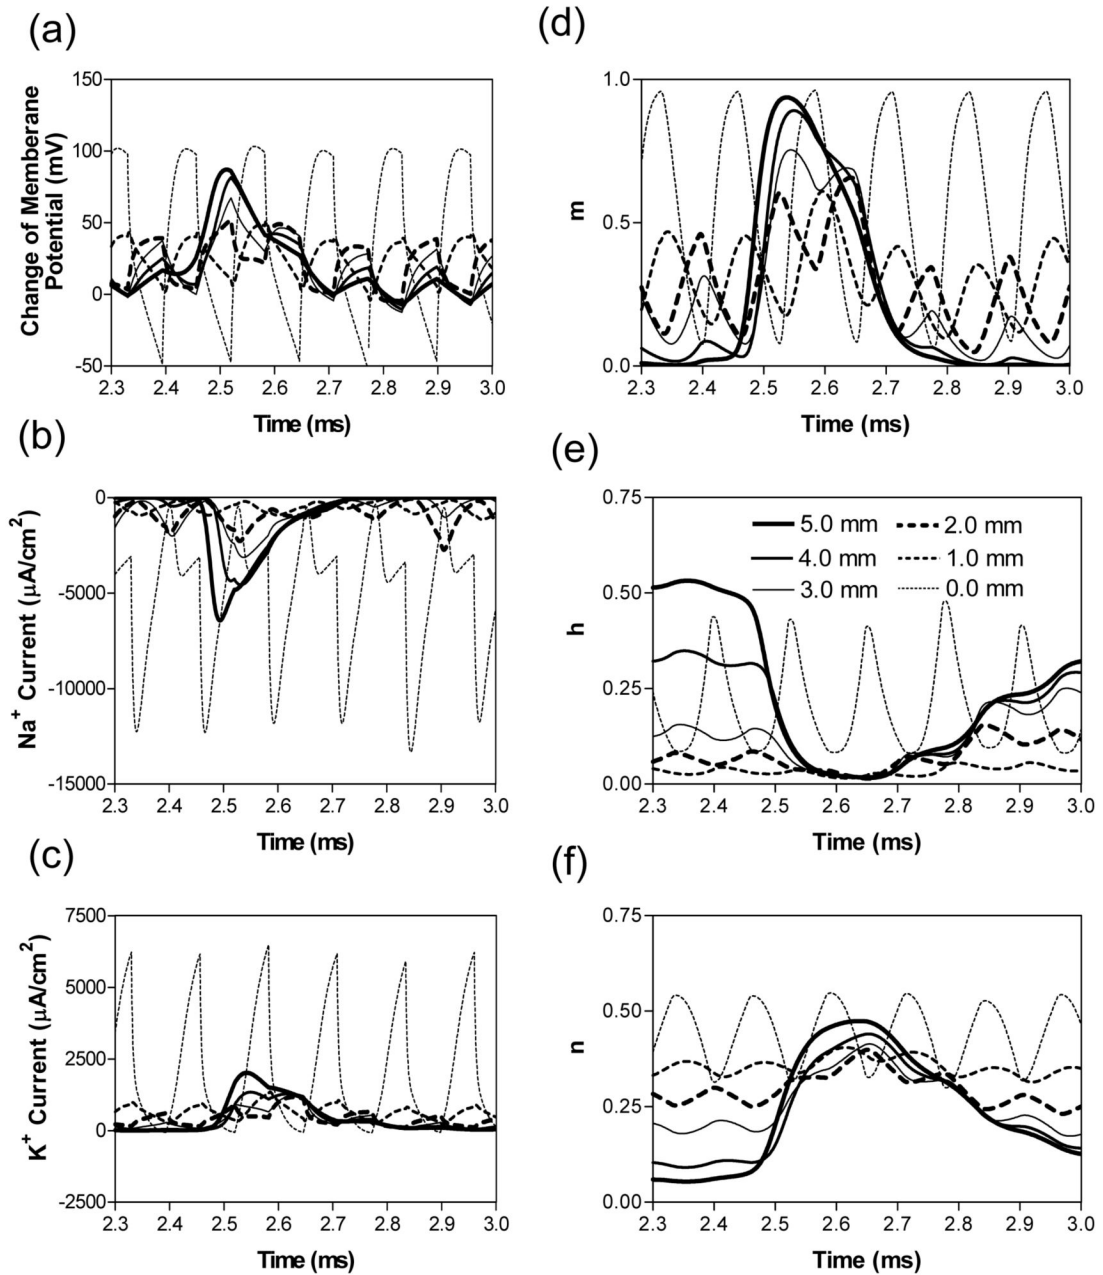 (a)
150
100
50
0
-50
Change of Memberane
Potential (mV)
2.3 2.4 2.5 2.6 2.7 2.8 2.9 3.0
Time (ms)
(d)
1.0
0.5
0.0
m
2.3 2.4 2.5 2.6 2.7 2.8 2.9 3.0
Time (ms)
(b)
0
-5000
-10000
-15000
Na+ Current (μA/cm2)
2.3 2.4 2.5 2.6 2.7 2.8 2.9 3.0
Time (ms)
(e)
0.75
0.50
0.25
0.00
h
5.0 mm 2.0 mm
4.0 mm 1.0 mm
3.0 mm 0.0 mm
2.3 2.4 2.5 2.6 2.7 2.8 2.9 3.0
Time (ms)
(c)
7500
5000
2500
0
-2500
K+ Current (μA/cm2)
2.3 2.4 2.5 2.6 2.7 2.8 2.9 3.0
Time (ms)
(f)
0.75
0.50
0.25
0.00
n
2.3 2.4 2.5 2.6 2.7 2.8 2.9 3.0
Time (ms)